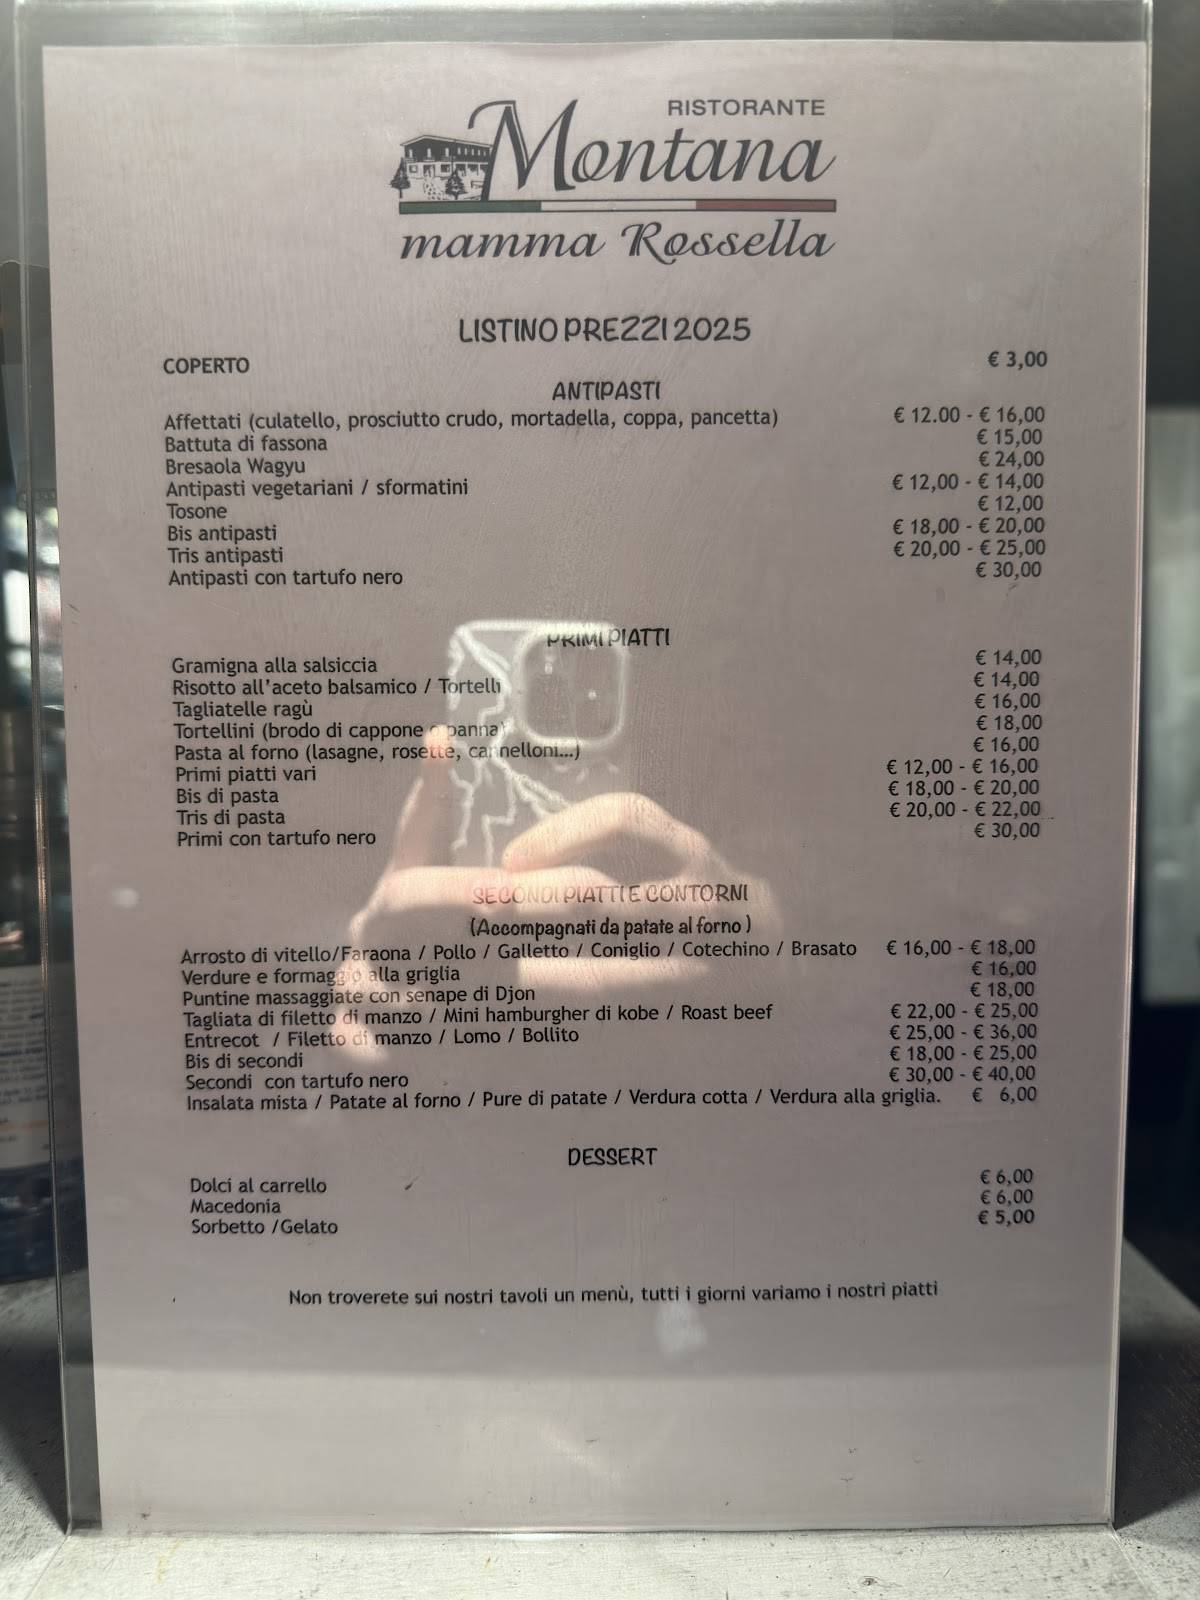 RISTORANTE
Montana
mamma Rossella
LISTINO PREZZI 2025
COPERTO € 3,00
ANTIPASTI
Affettati (culatello, prosciutto crudo, mortadella, coppa, pancetta) € 12.00 - € 16,00
Battuta di fassona € 15,00
Bresaola Wagyu € 24,00
Antipasti vegetariani / sformatini € 12,00 - € 14,00
Tosone € 12,00
Bis antipasti € 18,00 - € 20,00
Tris antipasti € 20,00 - € 25,00
Antipasti con tartufo nero € 30,00
PRIMI PIATTI
Gramigna alla salsiccia € 14,00
Risotto all'aceto balsamico / Tortelli € 14,00
Tagliatelle ragù € 16,00
Tortellini (brodo di cappone o panna) € 18,00
Pasta al forno (lasagne, rosette, cannelloni...) € 16,00
Primi piatti vari € 12,00 - € 16,00
Bis di pasta € 18,00 - € 20,00
Tris di pasta € 20,00 - € 22,00
Primi con tartufo nero € 30,00
SECONDI PIATTI E CONTORNI
(Accompagnati da patate al forno )
Arrosto di vitello/Faraona / Pollo / Galletto / Coniglio / Cotechino / Brasato € 16,00 - € 18,00
Verdure e formaggio alla griglia € 16,00
Puntine massaggiate con senape di Djon € 18,00
Tagliata di filetto di manzo / Mini hamburgher di kobe / Roast beef € 22,00 - € 25,00
Entrecot / Filetto di manzo / Lomo / Bollito € 25,00 - € 36,00
Bis di secondi € 18,00 - € 25,00
Secondi con tartufo nero € 30,00 - € 40,00
Insalata mista / Patate al forno / Pure di patate / Verdura cotta / Verdura alla griglia. € 6,00
DESSERT
Dolci al carrello € 6,00
Macedonia € 6,00
Sorbetto /Gelato € 5,00
Non troverete sui nostri tavoli un menù, tutti i giorni variamo i nostri piatti